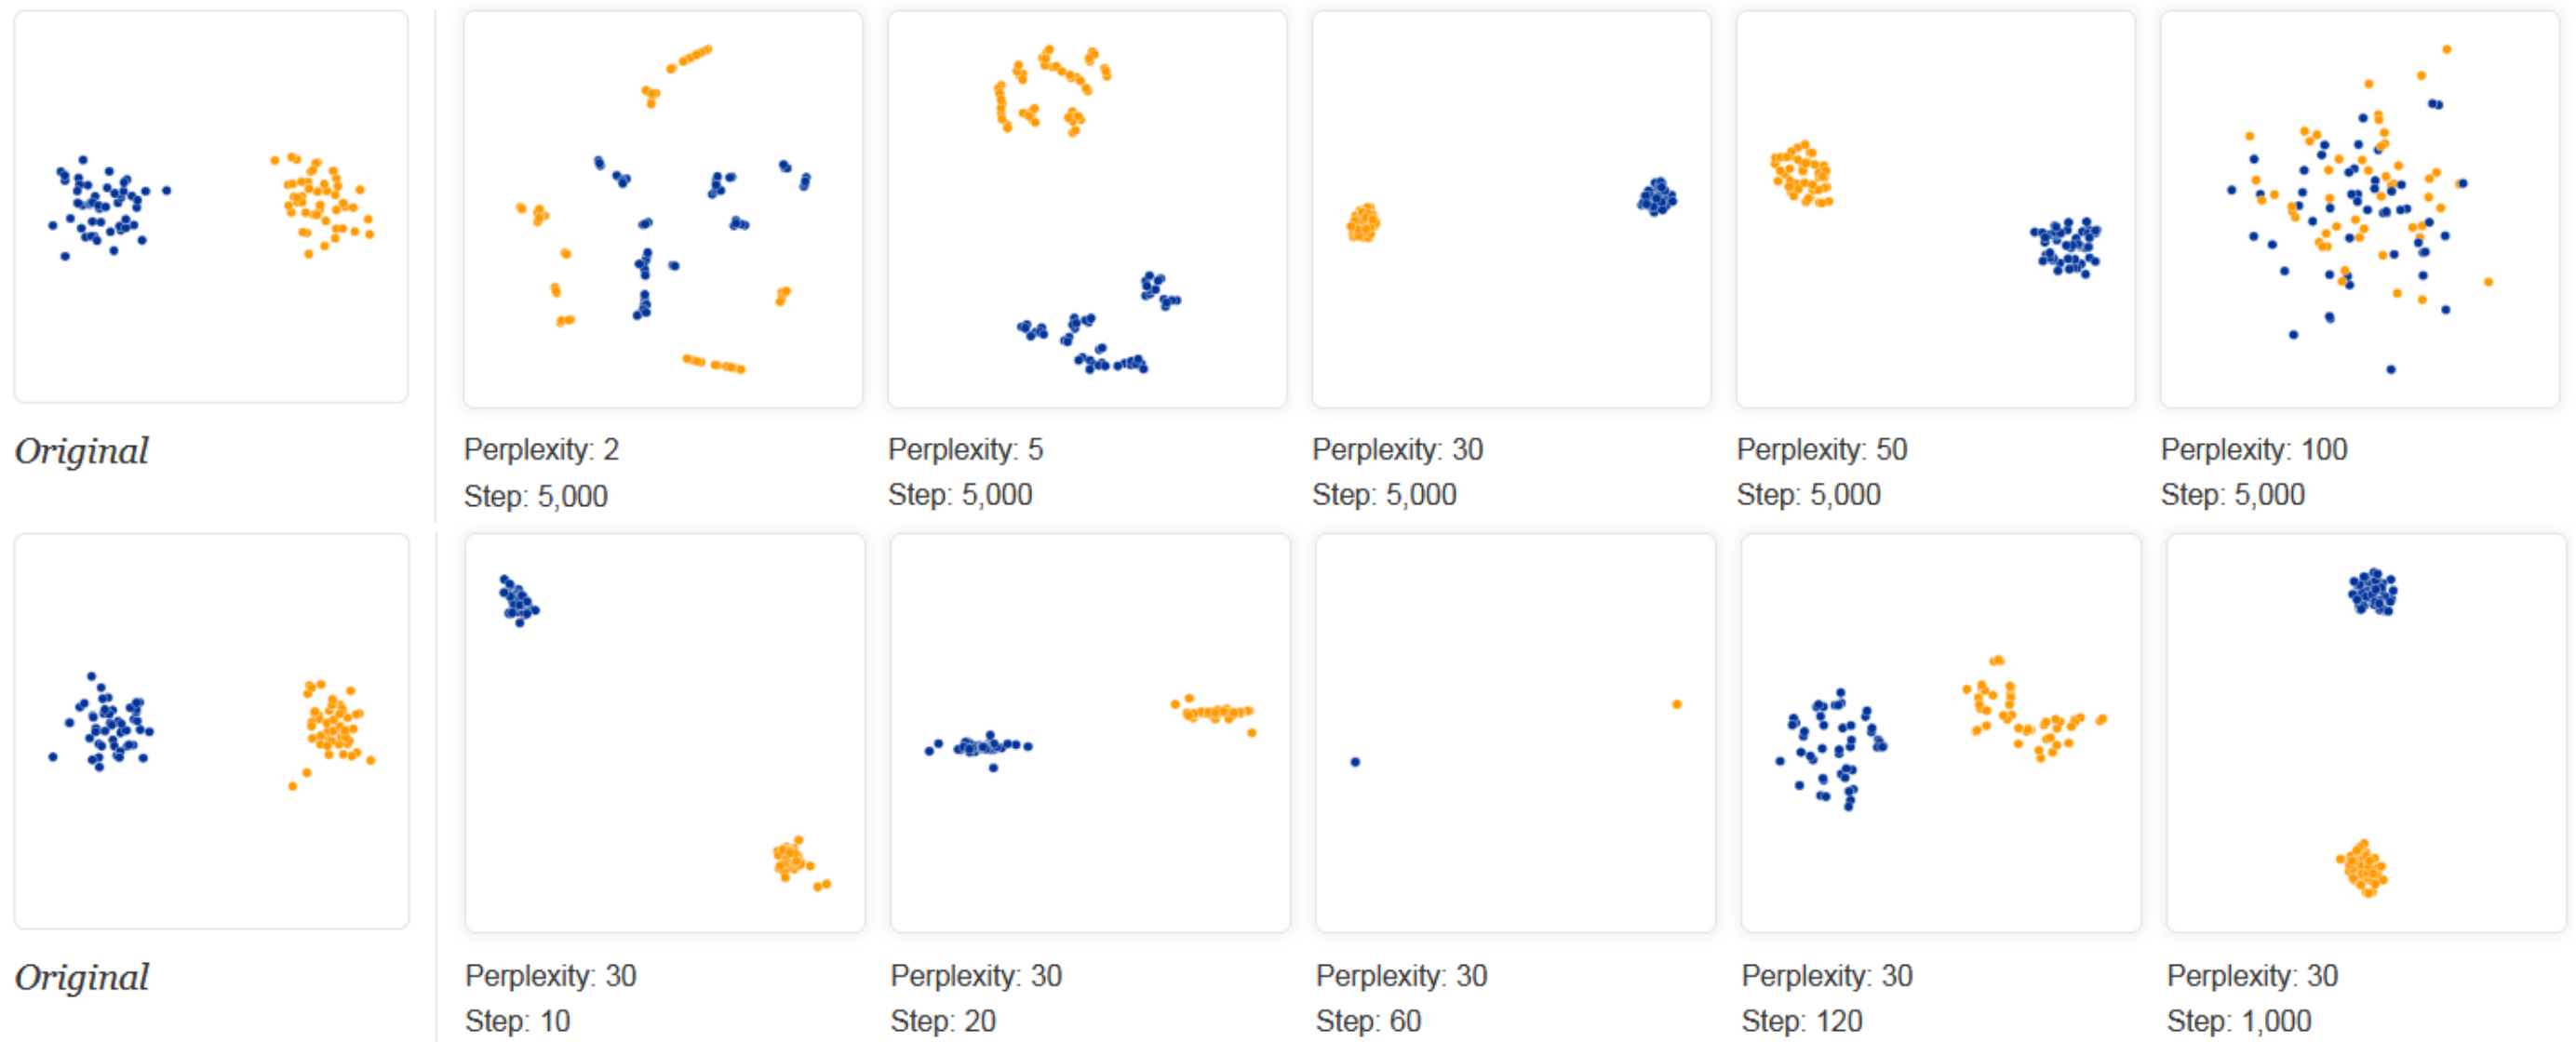 Original
Perplexity: 2
Step: 5,000
Perplexity: 5
Step: 5,000
Perplexity: 30
Step: 5,000
Perplexity: 50
Step: 5,000
Perplexity: 100
Step: 5,000
Original
Perplexity: 30
Step: 10
Perplexity: 30
Step: 20
Perplexity: 30
Step: 60
Perplexity: 30
Step: 120
Perplexity: 30
Step: 1,000